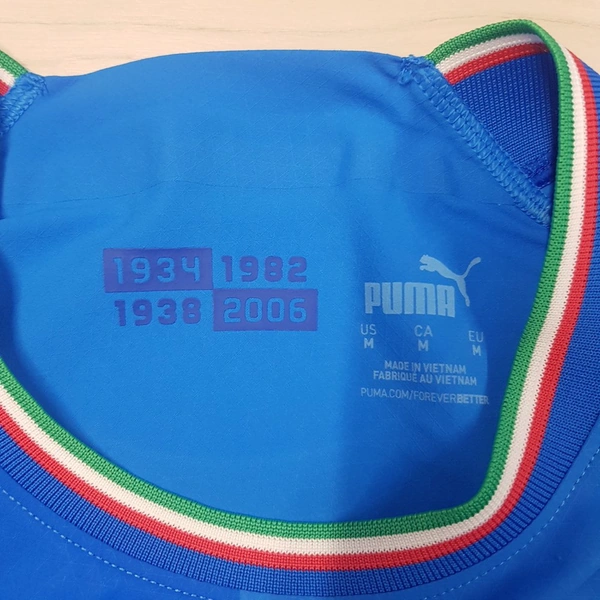 1934 1982
1938 2006
PUMA
US CA EU
M M M
MADE IN VIETNAM
FABRIQUÉ AU VIETNAM
PUMA.COM/FOREVERBETTER